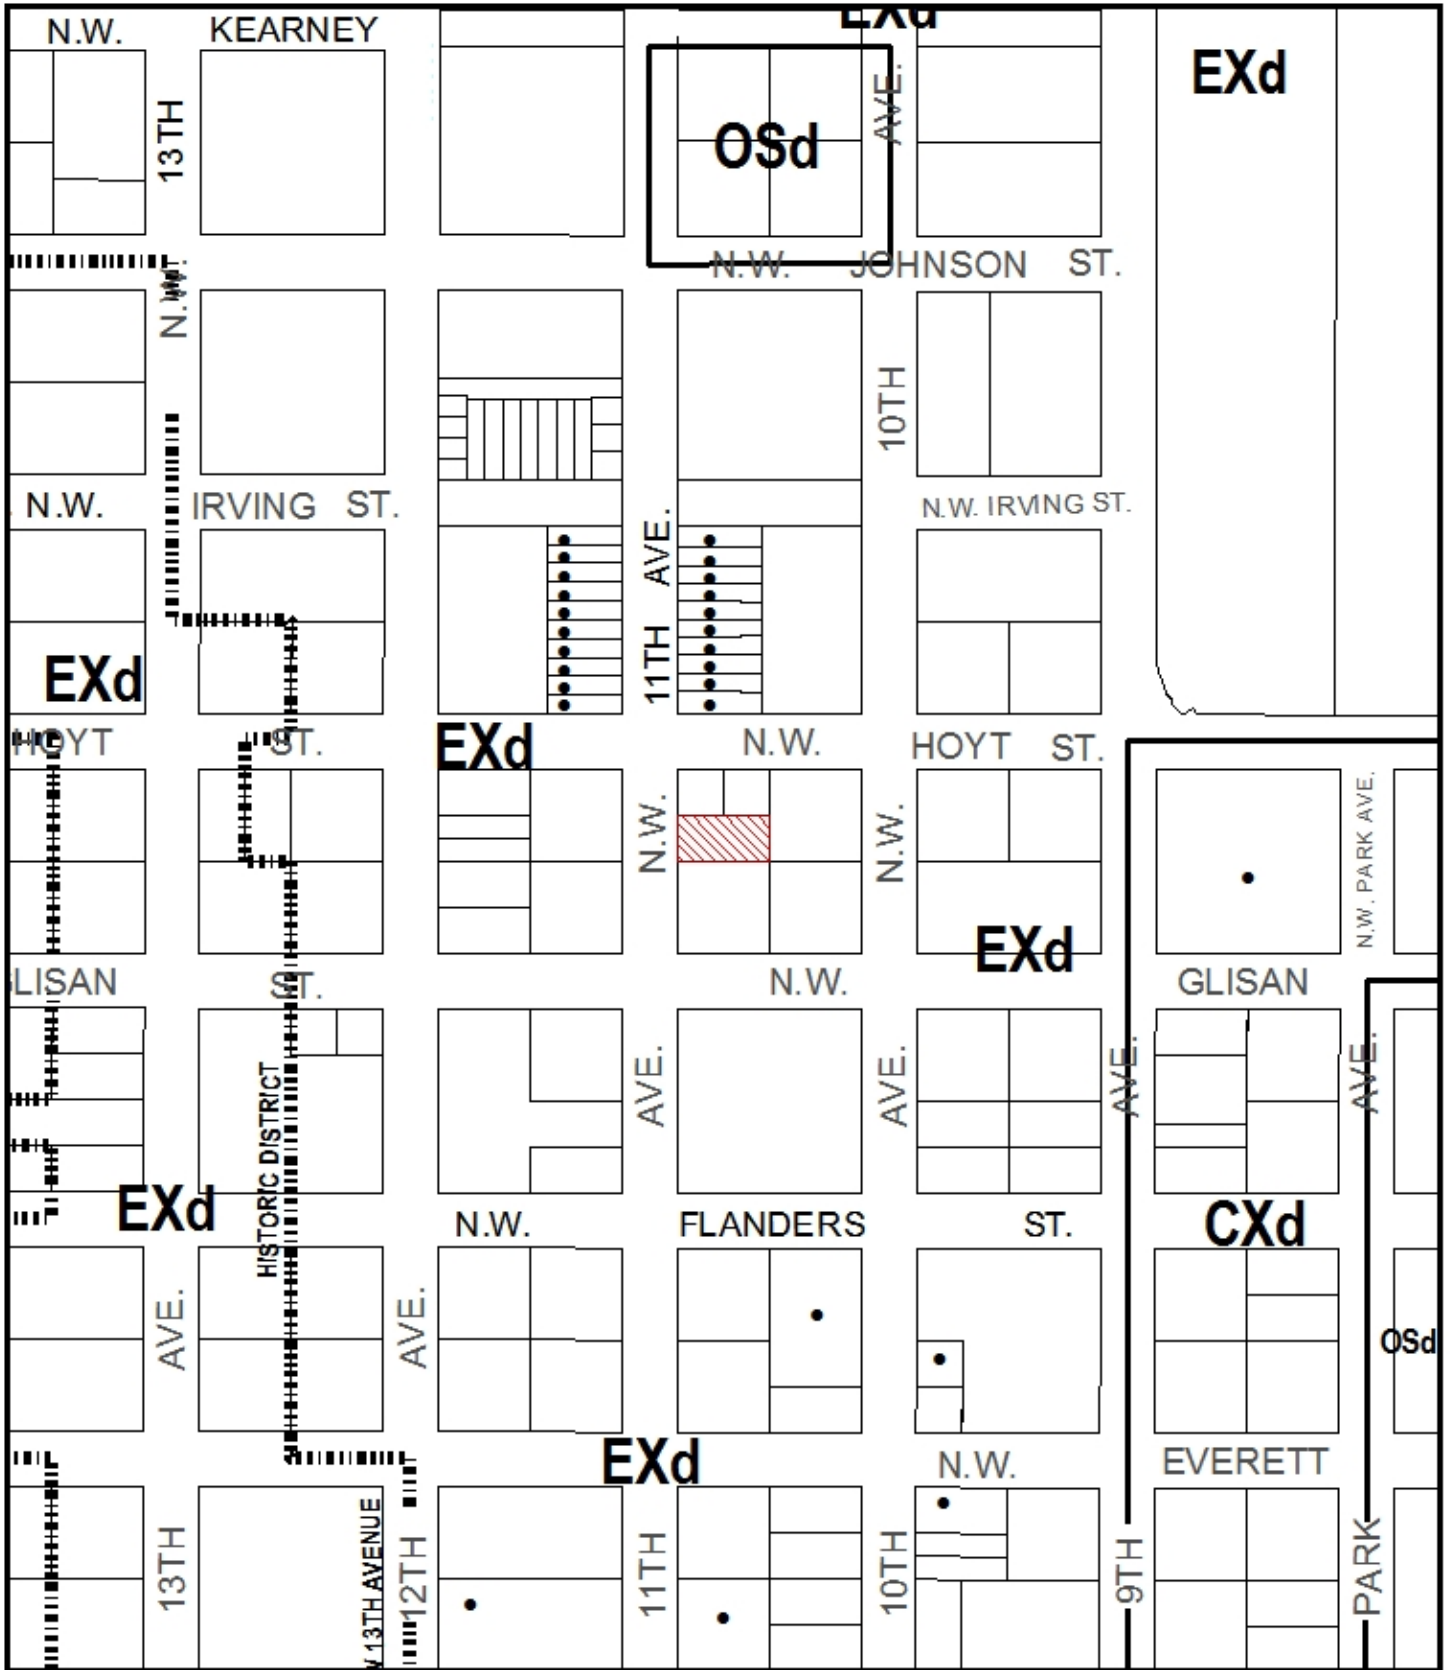 EXd
N.W. KEARNEY
EXd
13TH
AVE.
OSd
N.W.
N.W. JOHNSON ST.
10TH
N.W. IRVING ST.
N.W. IRVING ST.
AVE.
11TH
EXd
HOYT ST.
EXd
N.W. HOYT ST.
N.W.
N.W.
N.W. PARK AVE.
EXd
GLISAN ST.
N.W. GLISAN
AVE.
AVE.
AVE.
AVE.
HISTORIC DISTRICT
EXd
N.W. FLANDERS ST.
CXd
AVE.
AVE.
OSd
EXd
N.W. EVERETT
13TH
13TH AVENUE
12TH
11TH
10TH
9TH
PARK